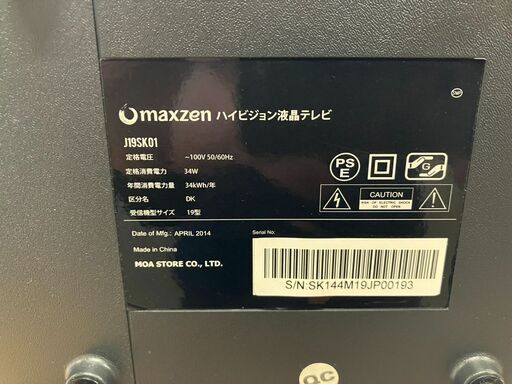 maxzen ハイビジョン液晶テレビ
J19SK01
定格電圧 ~100V 50/60Hz
定格消費電力 34W
年間消費電力量 34kWh/年
区分名 DK
受信機型サイズ 19型
PS
E
G
CAUTION
RISK OF ELECTRIC SHOCK
DO NOT OPEN
Date of Mfg.: APRIL 2014
Made in China
MOA STORE CO., LTD.
Serial No:
S/N:SK144M19JP00193
QC